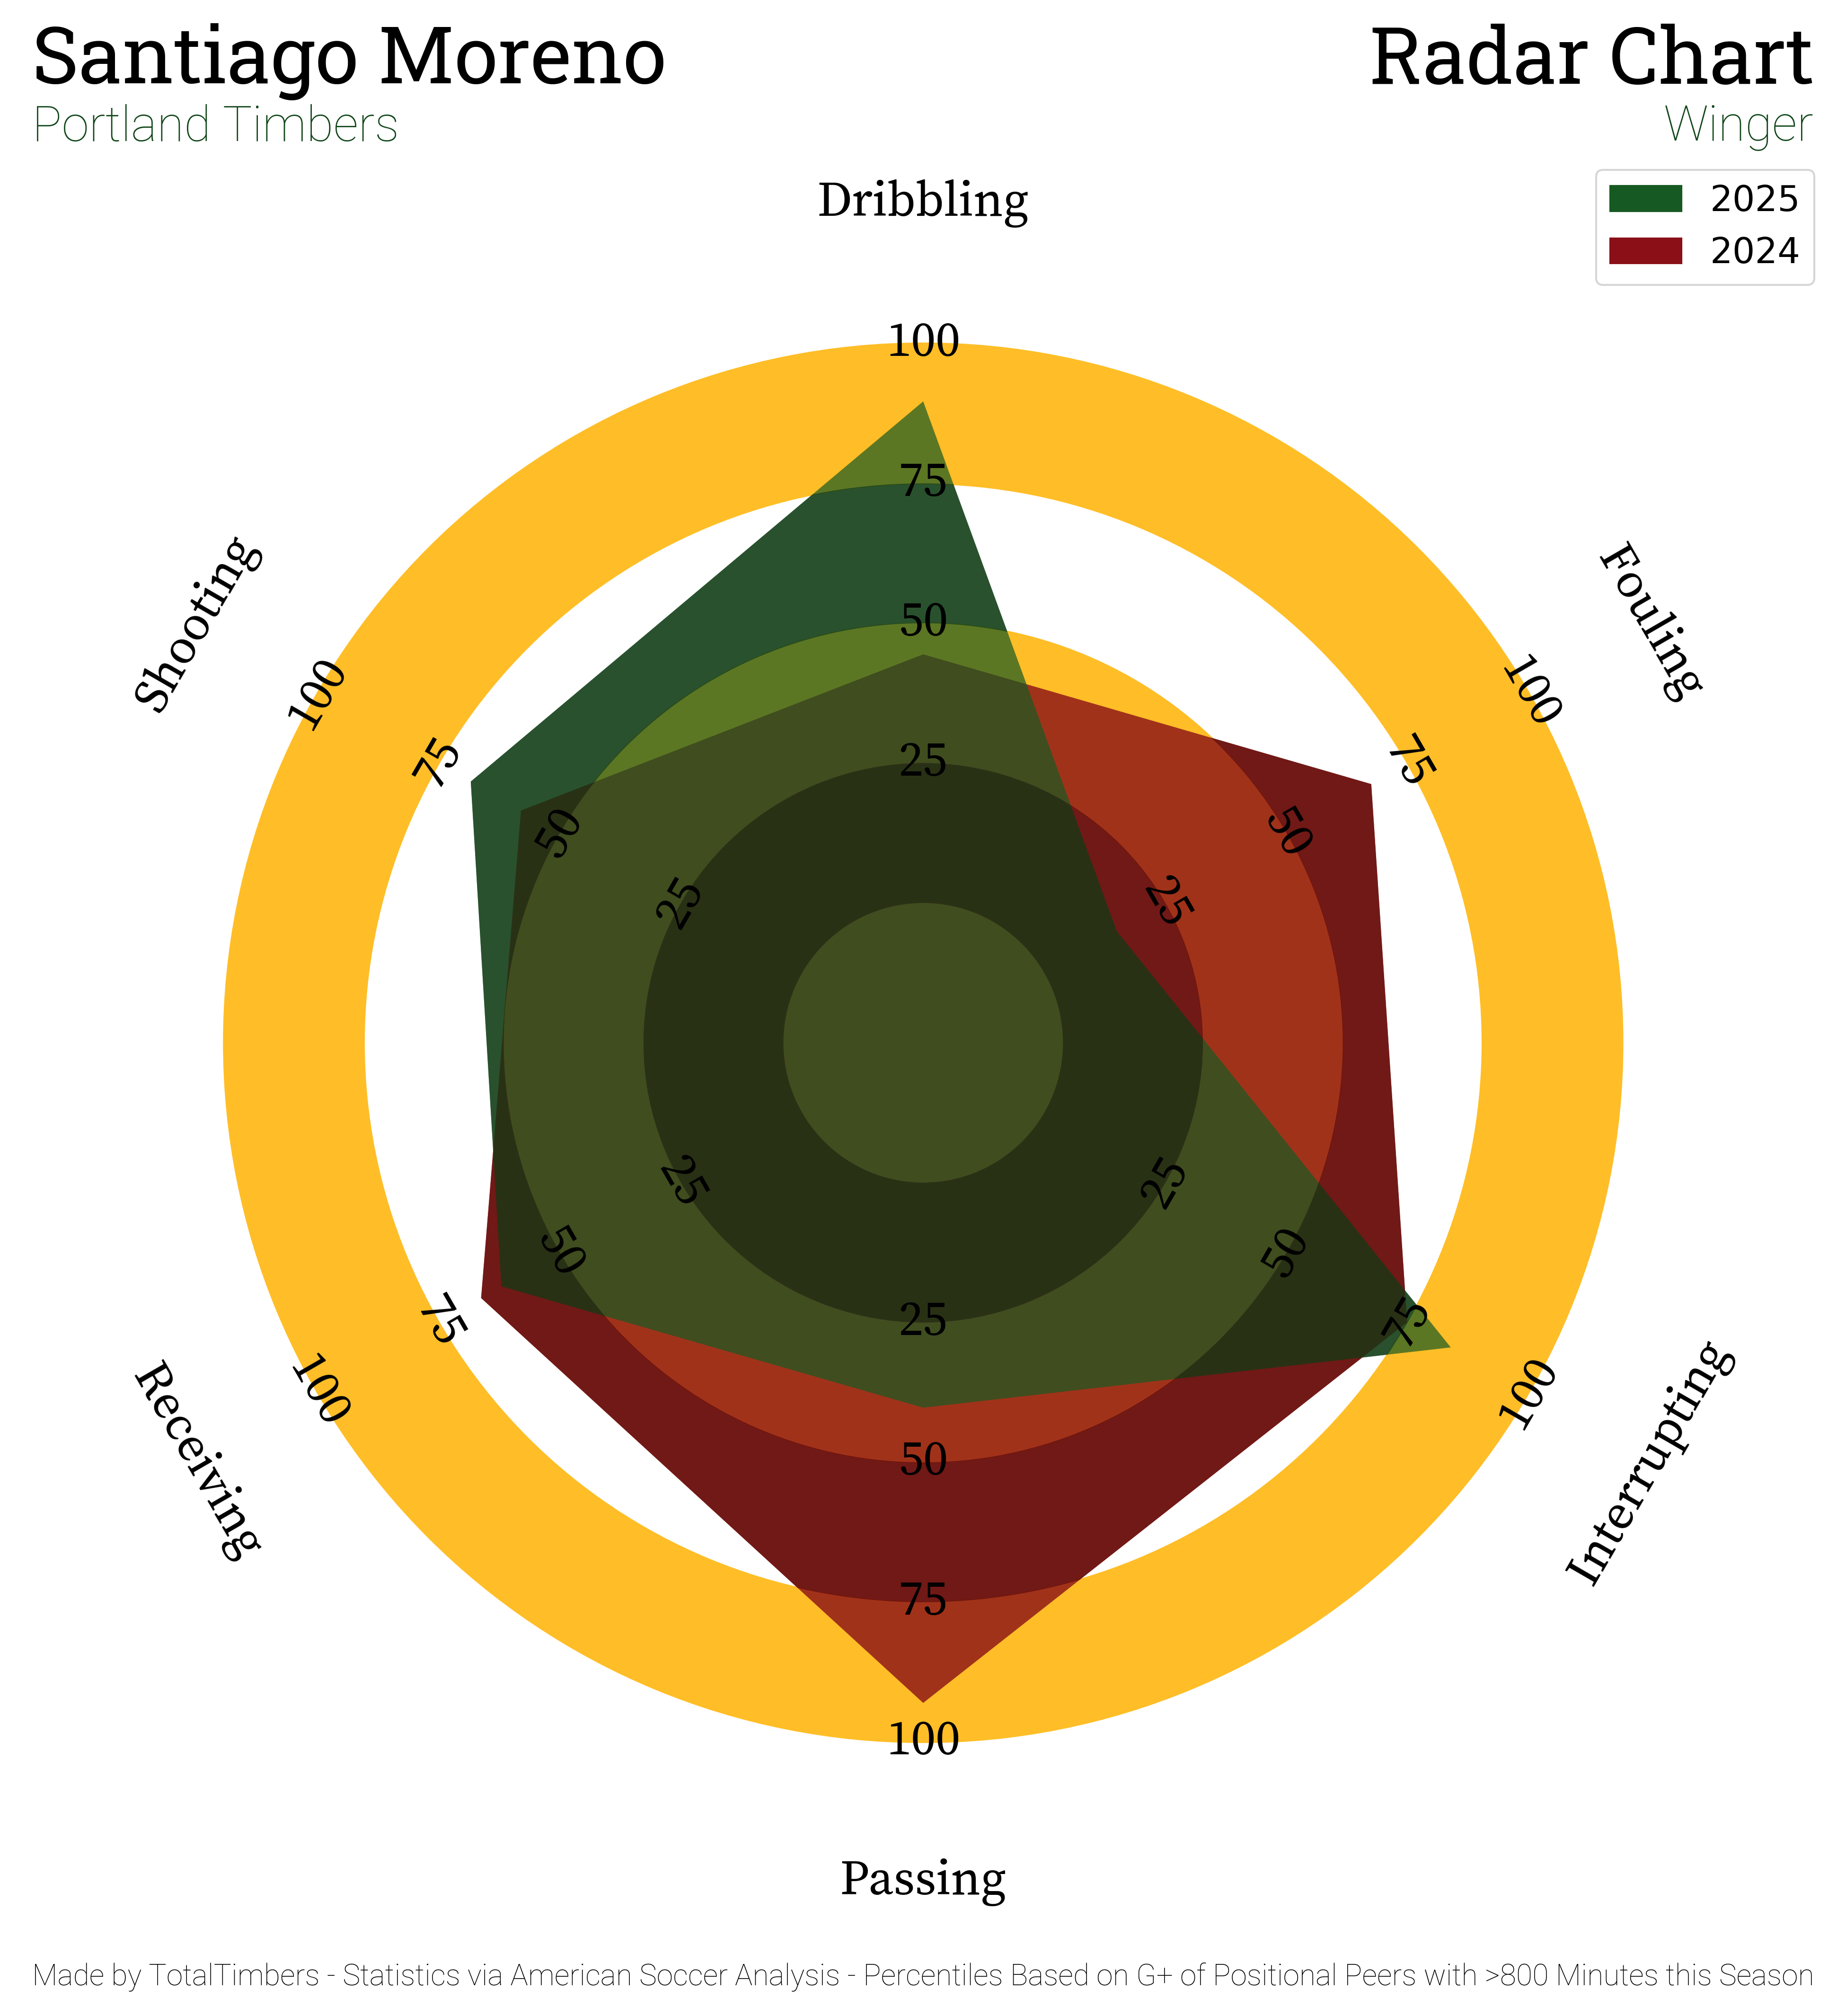 Santiago Moreno
Radar Chart
Portland Timbers
Winger
2025
2024
Dribbling
100
75
50
25
Fouling
100
75
50
25
Interrupting
100
75
50
25
Passing
100
75
50
25
Receiving
100
75
50
25
Shooting
100
75
50
25
Made by TotalTimbers - Statistics via American Soccer Analysis - Percentiles Based on G+ of Positional Peers with >800 Minutes this Season